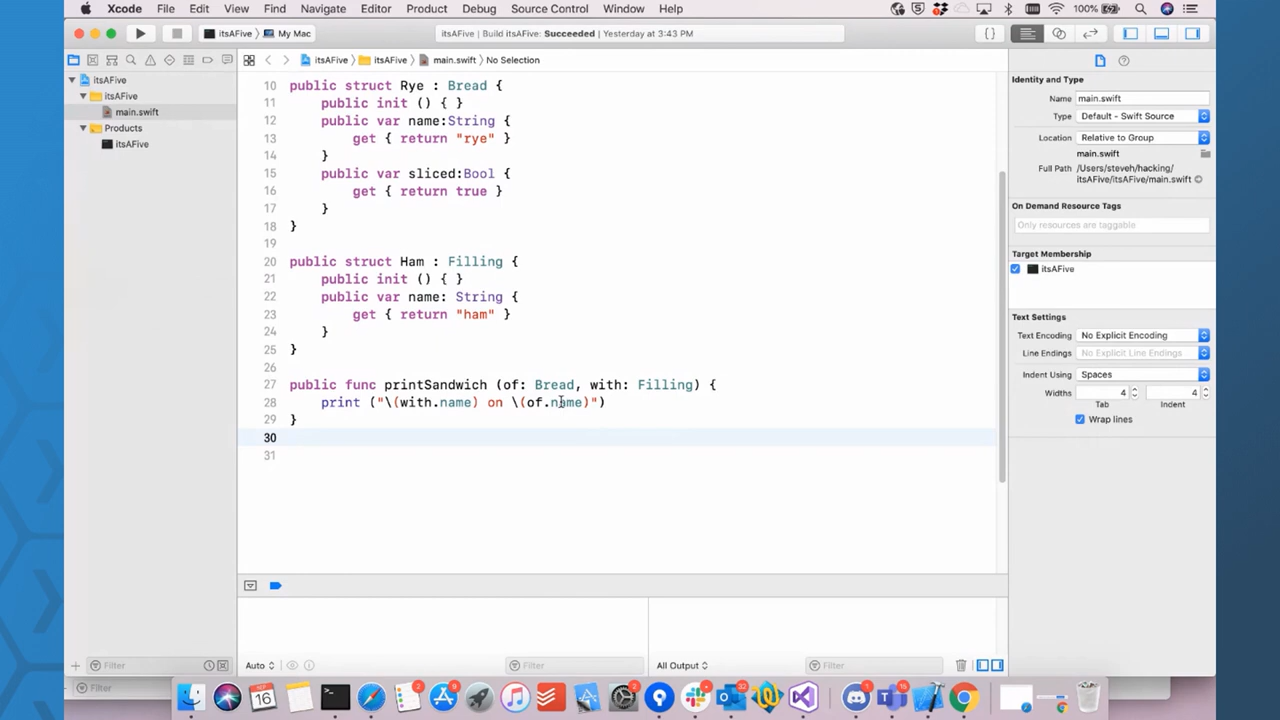 Xcode File Edit View Find Navigate Editor Product Debug Source Control Window Help 100%
itsAFive My Mac
itsAFive | Build itsAFive: Succeeded | Yesterday at 3:43 PM
{ }
itsAFive
itsAFive
main.swift
Products
itsAFive
itsAFive itsAFive main.swift No Selection
10 public struct Rye : Bread {
11 public init () { }
12 public var name:String {
13 get { return "rye" }
14 }
15 public var sliced:Bool {
16 get { return true }
17 }
18 }
19
20 public struct Ham : Filling {
21 public init () { }
22 public var name: String {
23 get { return "ham" }
24 }
25 }
26
27 public func printSandwich (of: Bread, with: Filling) {
28 print ("\(with.name) on \(of.name)")
29 }
30
31
Identity and Type
Name main.swift
Type Default - Swift Source
Location Relative to Group
main.swift
Full Path /Users/steveh/hacking/
itsAFive/itsAFive/main.swift
On Demand Resource Tags
Only resources are taggable
Target Membership
itsAFive
Text Settings
Text Encoding No Explicit Encoding
Line Endings No Explicit Line Endings
Indent Using Spaces
Widths 4 4
Tab Indent
Wrap lines
Filter
Auto
Filter
All Output
Filter
Filter
16